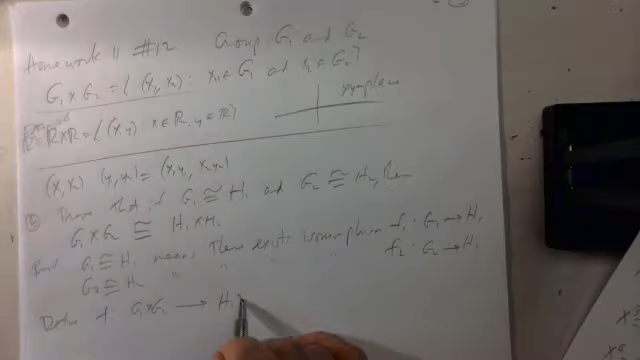 Homework 11 #12 Group G₁ and G₂
G₁ x G₂ = { (x₁, x₂) : x₁ ∈ G₁ and x₂ ∈ G₂ }
R x R = { (x, y) : x ∈ R, y ∈ R } xy plane
(x₁, x₂) (y₁, y₂) = (x₁y₁, x₂y₂)
Prove that if G₁ ≅ H₁ and G₂ ≅ H₂, then
G₁ x G₂ ≅ H₁ x H₂
Proof G₁ ≅ H₁ means there exists isomorphism f₁ : G₁ → H₁
G₂ ≅ H₂ " " " " f₂ : G₂ → H₂
Define f : G₁ x G₂ → H₁